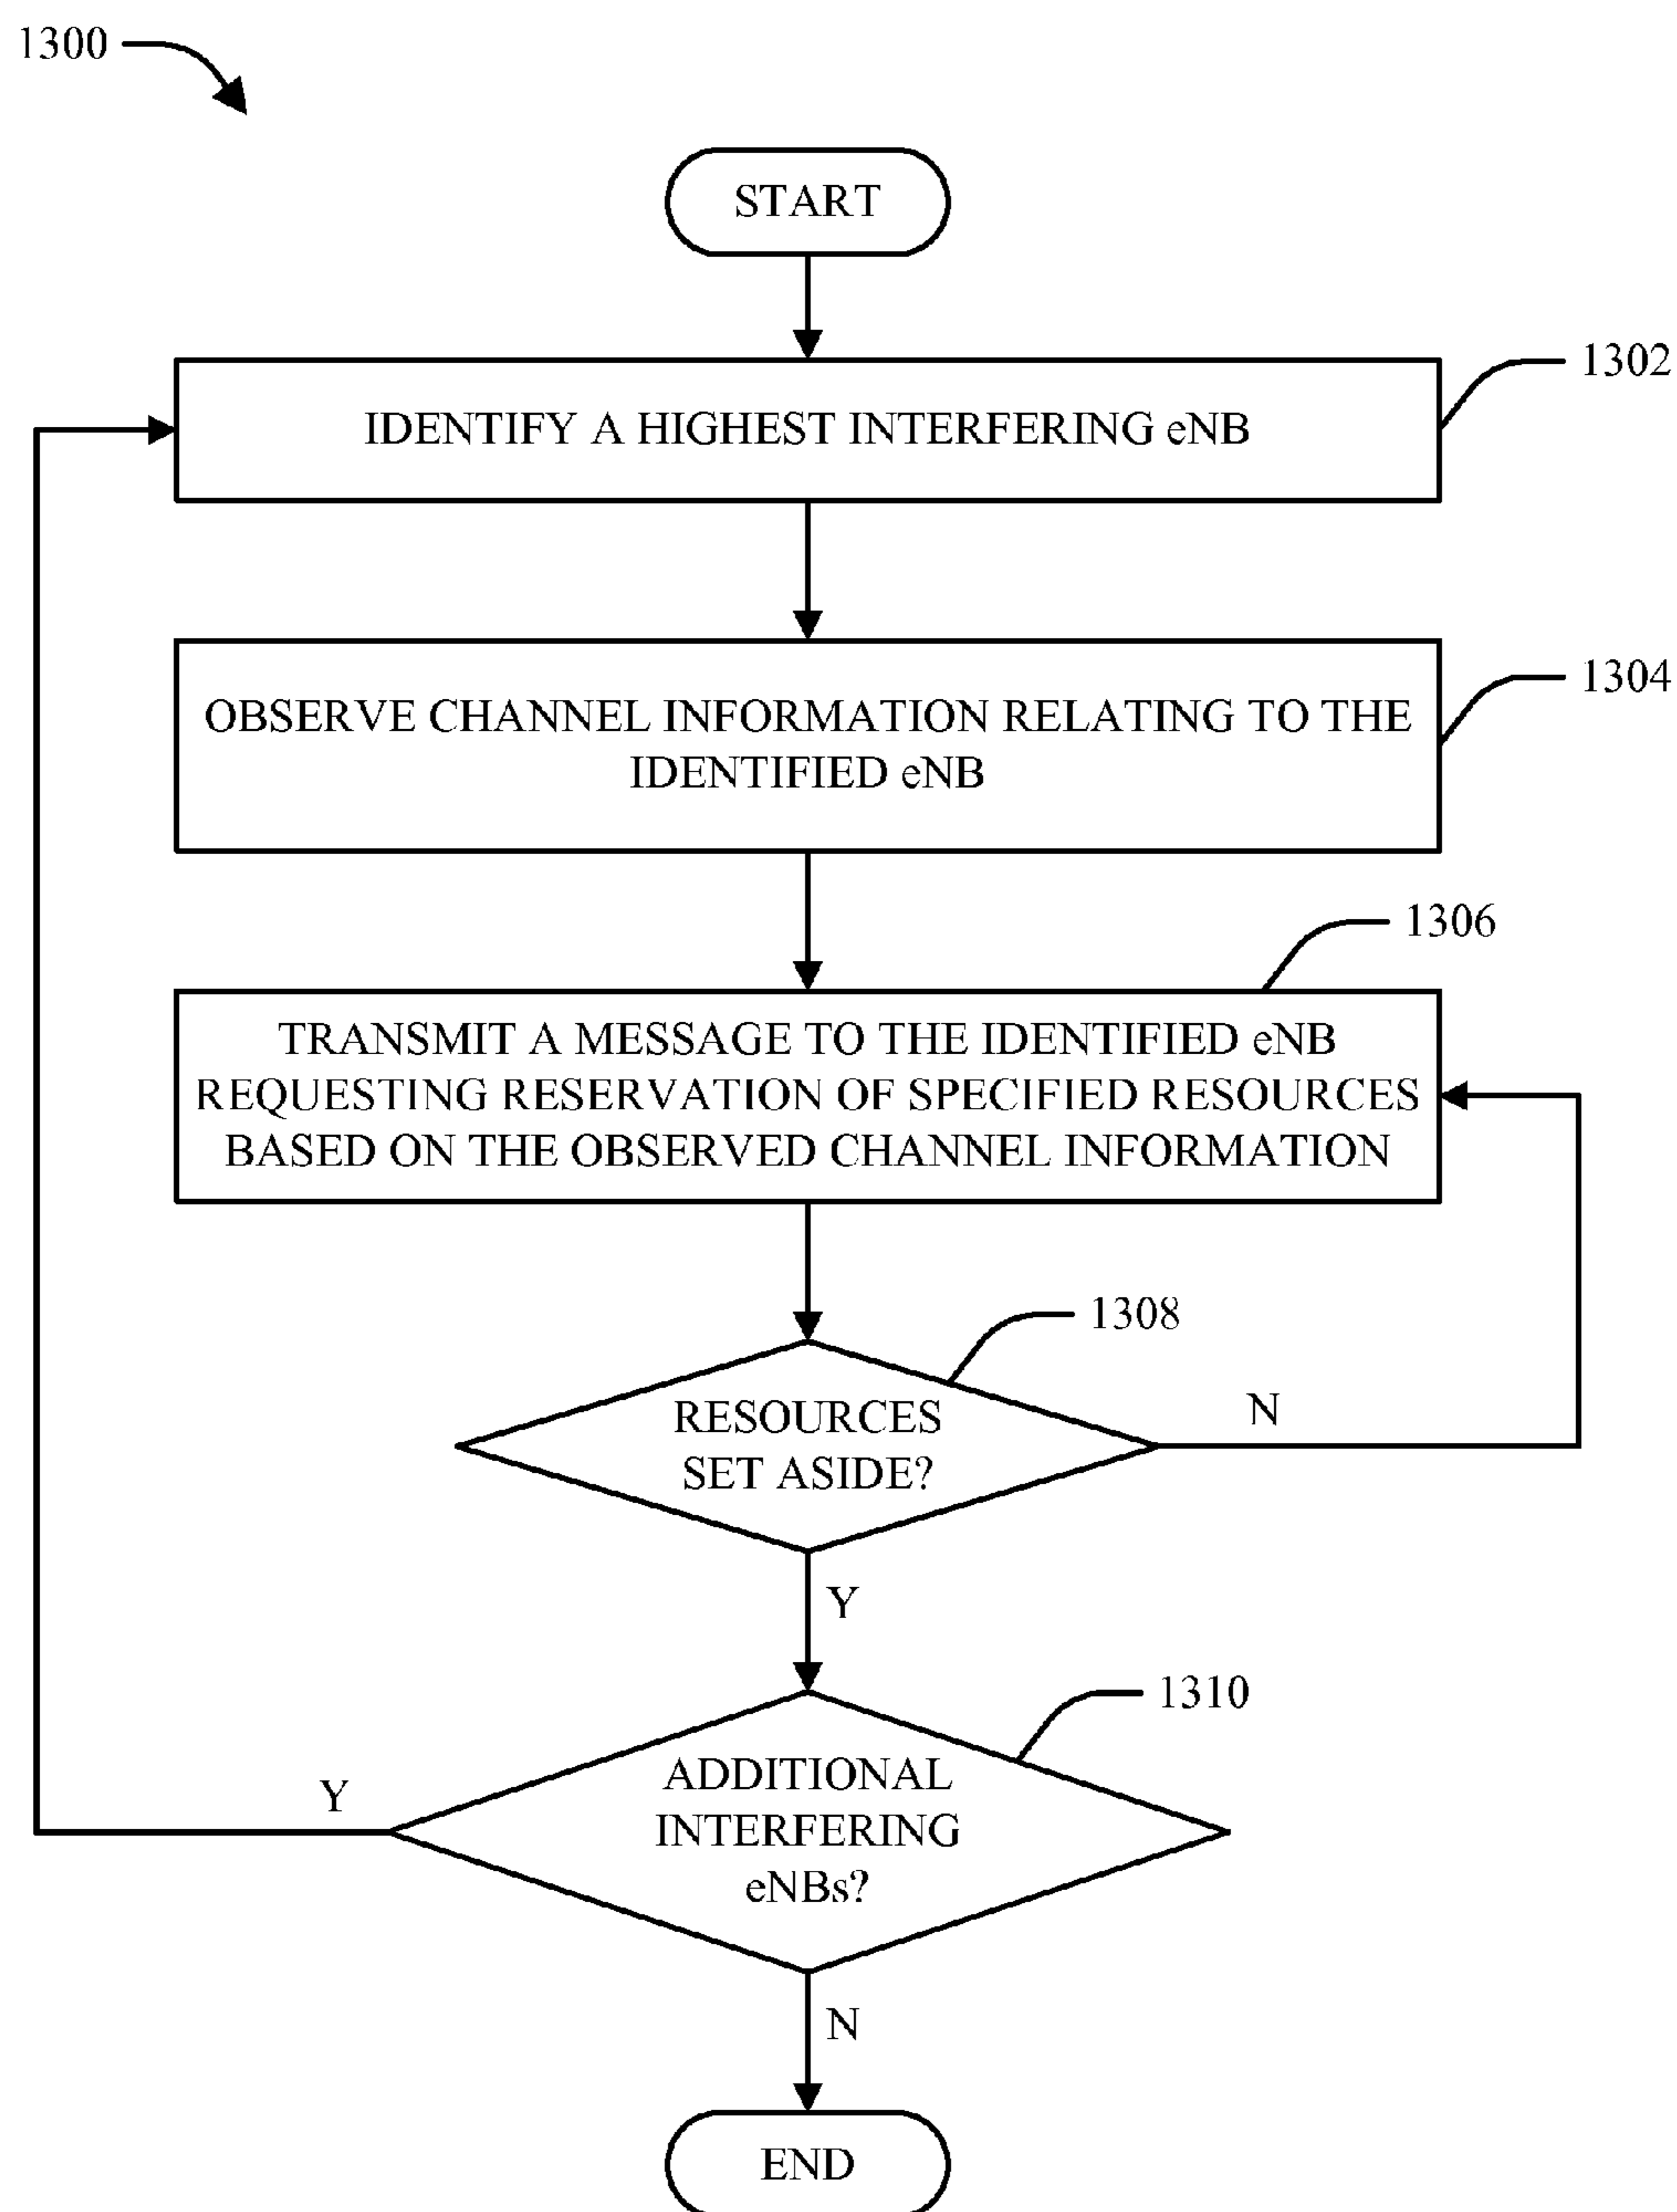 1300
START
IDENTIFY A HIGHEST INTERFERING eNB
1302
OBSERVE CHANNEL INFORMATION RELATING TO THE
IDENTIFIED eNB
1304
1306
TRANSMIT A MESSAGE TO THE IDENTIFIED eNB
REQUESTING RESERVATION OF SPECIFIED RESOURCES
BASED ON THE OBSERVED CHANNEL INFORMATION
1308
RESOURCES
SET ASIDE?
N
Y
1310
ADDITIONAL
INTERFERING
eNBs?
Y
N
END